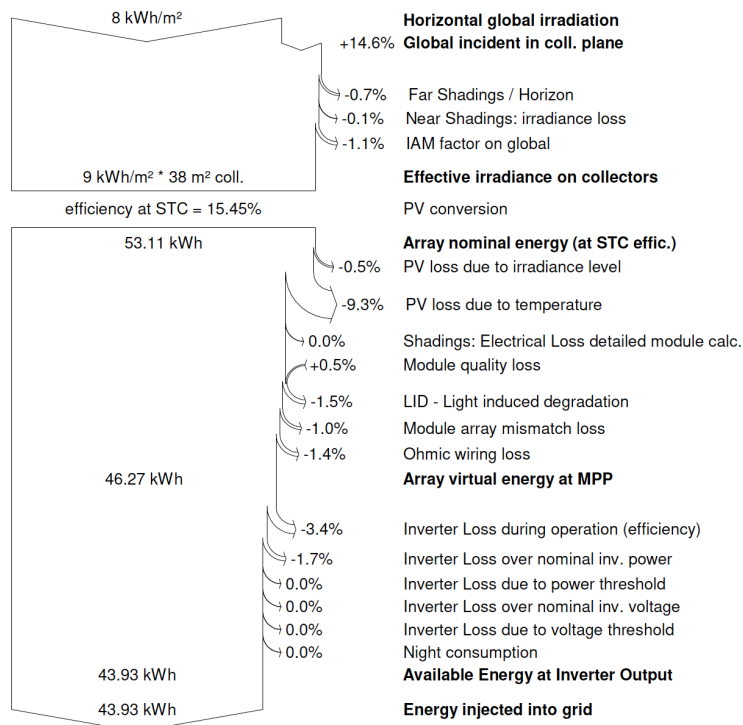 8 kWh/m² Horizontal global irradiation
+14.6% Global incident in coll. plane
-0.7% Far Shadings / Horizon
-0.1% Near Shadings: irradiance loss
-1.1% IAM factor on global
9 kWh/m² * 38 m² coll. Effective irradiance on collectors
efficiency at STC = 15.45% PV conversion
53.11 kWh Array nominal energy (at STC effic.)
-0.5% PV loss due to irradiance level
-9.3% PV loss due to temperature
0.0% Shadings: Electrical Loss detailed module calc.
+0.5% Module quality loss
-1.5% LID - Light induced degradation
-1.0% Module array mismatch loss
-1.4% Ohmic wiring loss
46.27 kWh Array virtual energy at MPP
-3.4% Inverter Loss during operation (efficiency)
-1.7% Inverter Loss over nominal inv. power
0.0% Inverter Loss due to power threshold
0.0% Inverter Loss over nominal inv. voltage
0.0% Inverter Loss due to voltage threshold
0.0% Night consumption
43.93 kWh Available Energy at Inverter Output
43.93 kWh Energy injected into grid